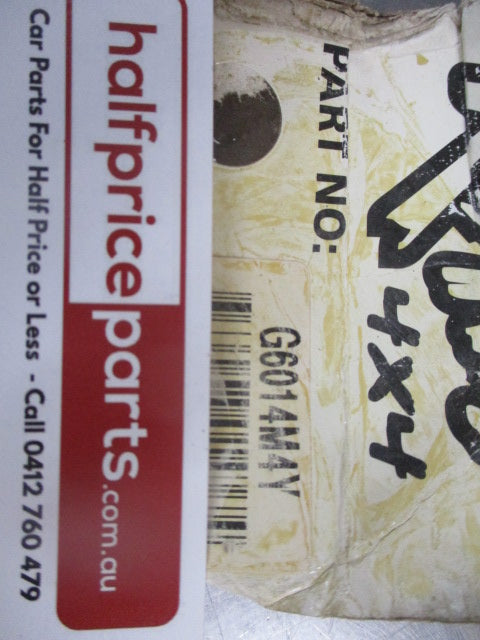 halfpriceparts.com.au
Car Parts For Half Price or Less - Call 0412 760 479
4x4
PART NO:
G6014M4Y